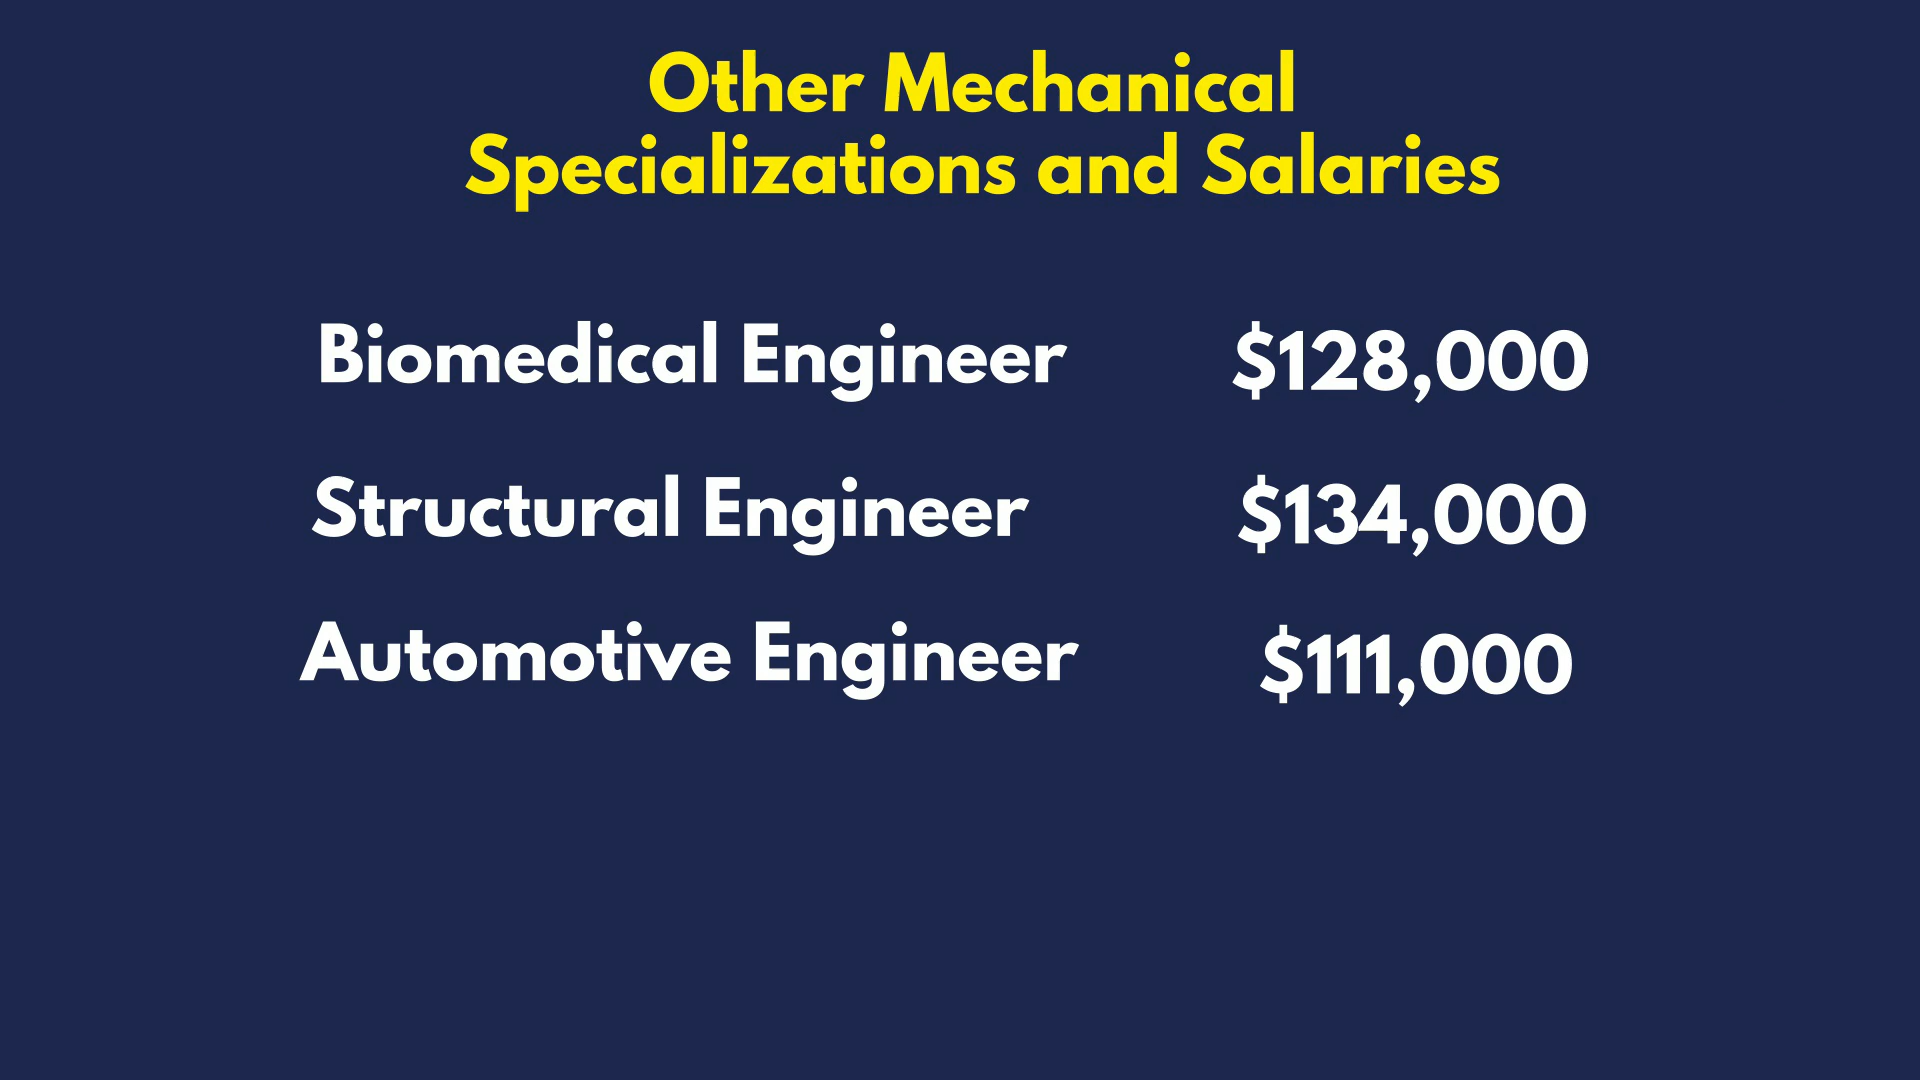 Other Mechanical
Specializations and Salaries
Biomedical Engineer $128,000
Structural Engineer $134,000
Automotive Engineer $111,000